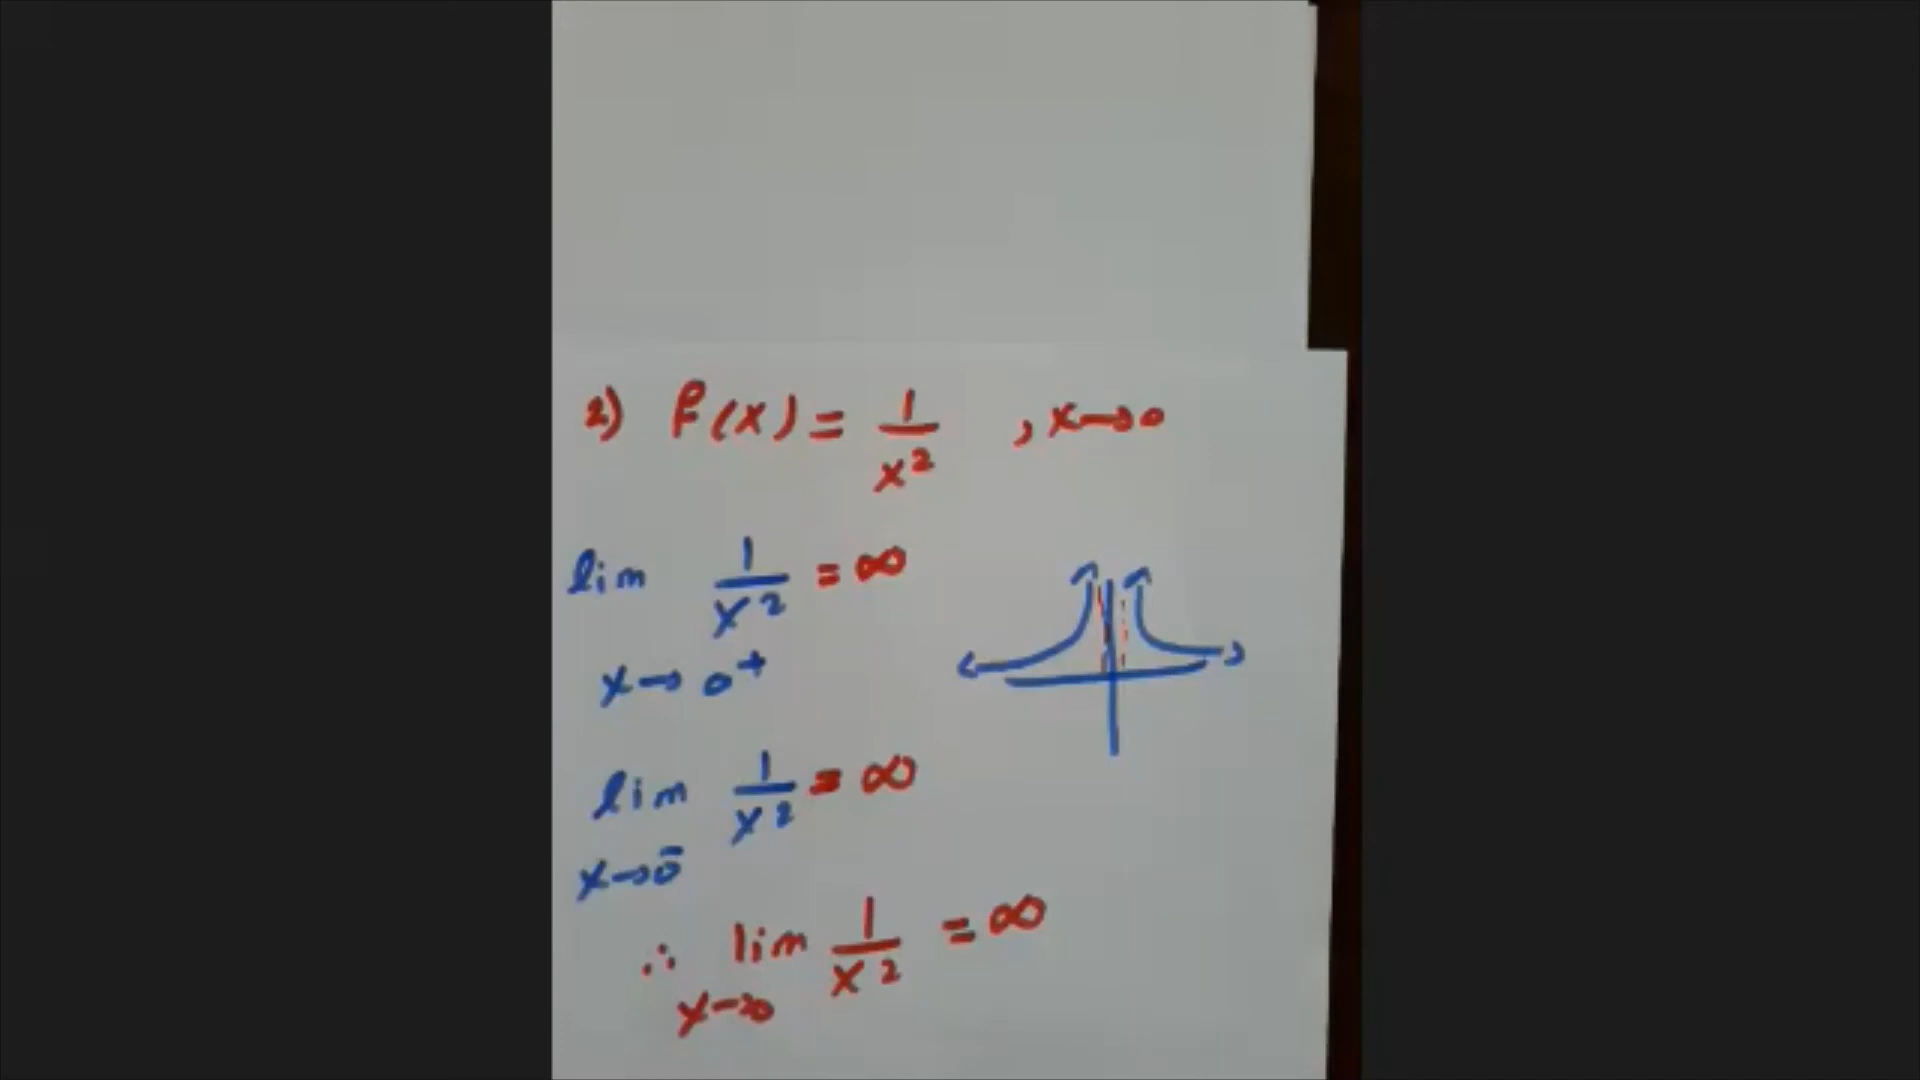 2) f(x) = 1/x² , x→0
lim 1/x² = ∞
x→0⁺
lim 1/x² = ∞
x→0⁻
∴ lim 1/x² = ∞
x→0